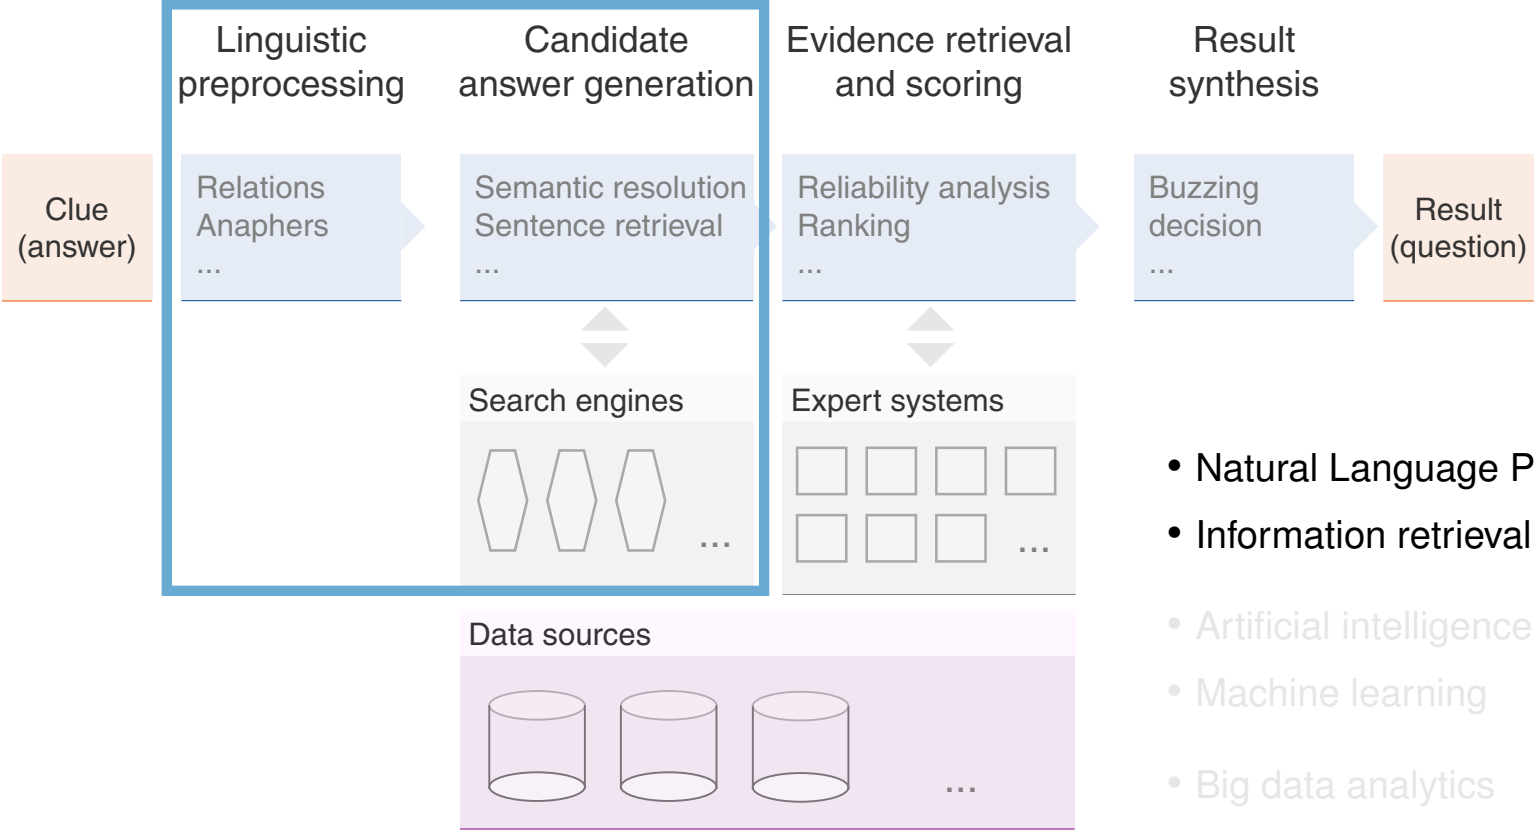 Linguistic
preprocessing
Candidate
answer generation
Evidence retrieval
and scoring
Result
synthesis
Clue
(answer)
Relations
Anaphers
...
Semantic resolution
Sentence retrieval
...
Reliability analysis
Ranking
...
Buzzing
decision
...
Result
(question)
Search engines
...
Expert systems
...
Data sources
...
• Natural Language P
• Information retrieval
• Artificial intelligence
• Machine learning
• Big data analytics